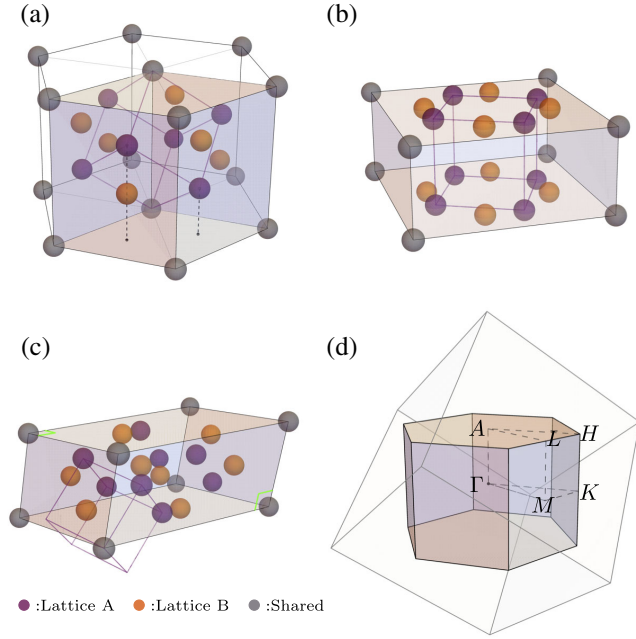 (a)
(b)
(c)
(d)
A
L
H
Γ
K
M
:Lattice A :Lattice B :Shared